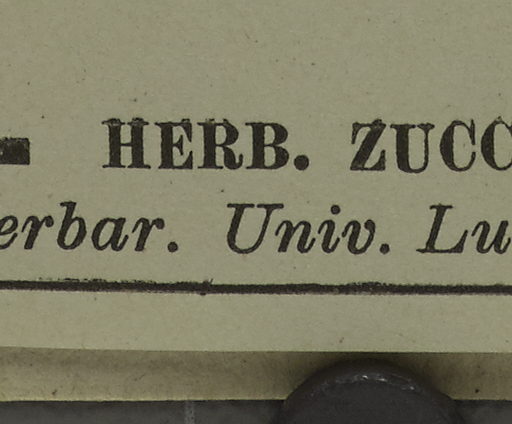 HERB. ZUCC
erbar. Univ. Lu